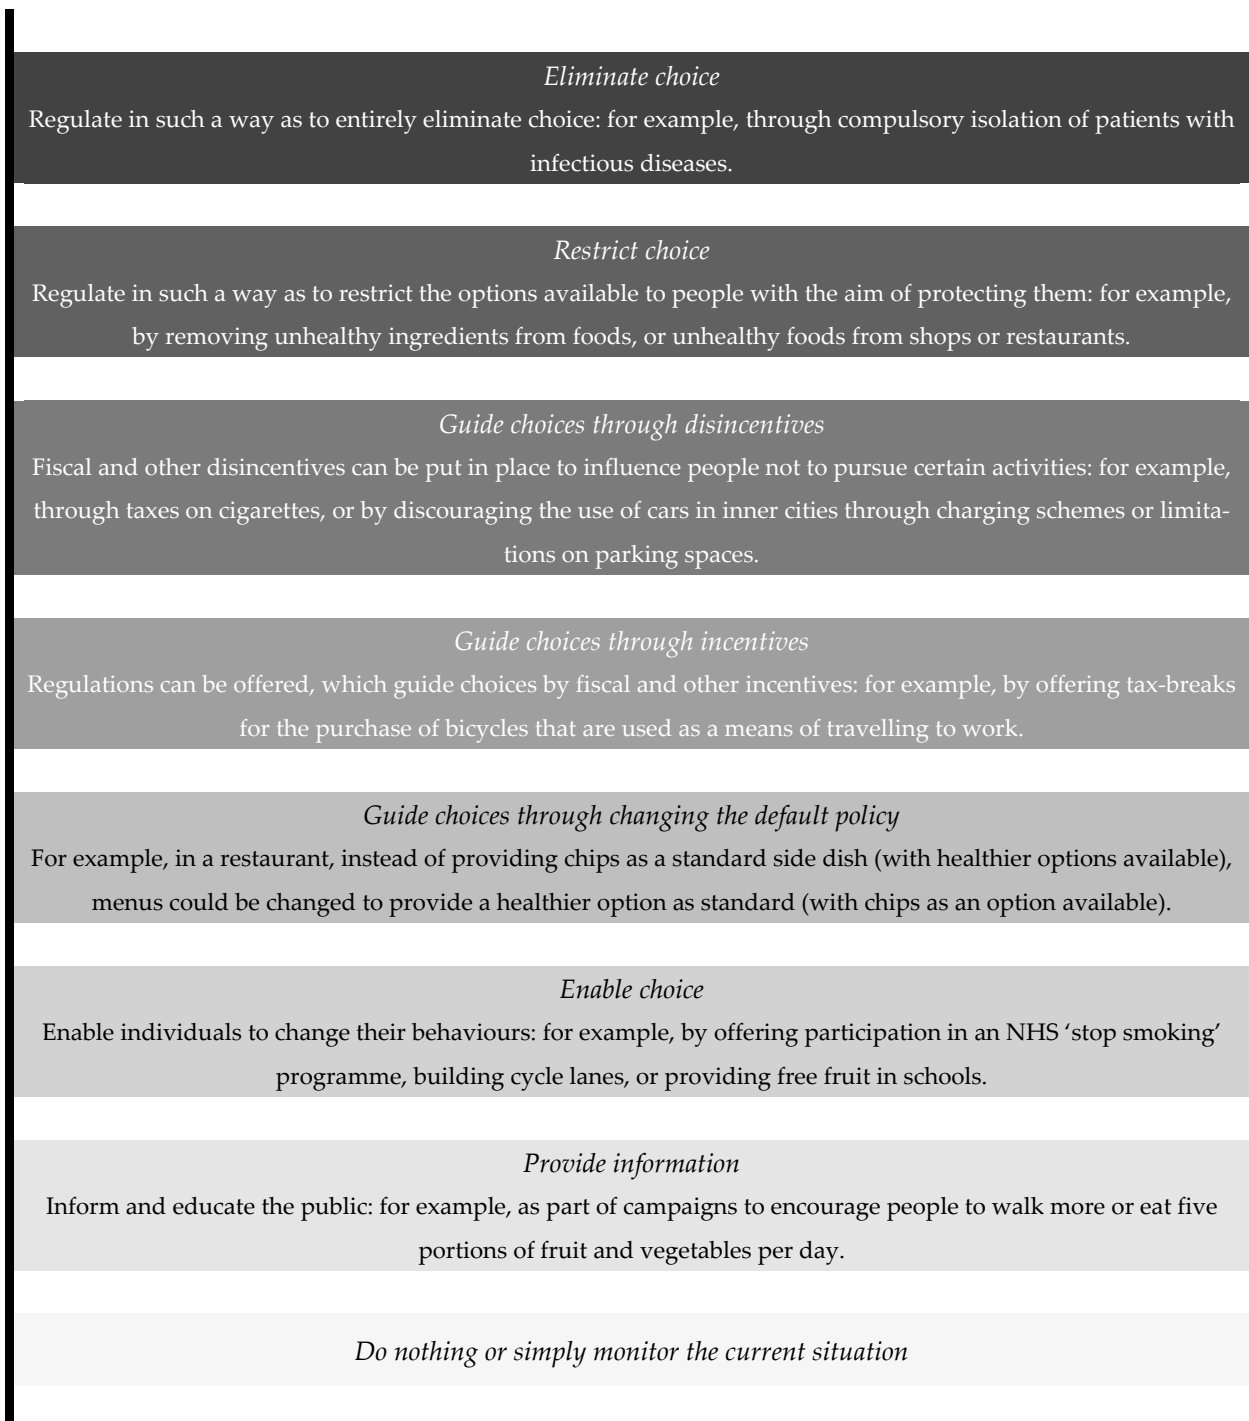 Eliminate choice
Regulate in such a way as to entirely eliminate choice: for example, through compulsory isolation of patients with
infectious diseases.
Restrict choice
Regulate in such a way as to restrict the options available to people with the aim of protecting them: for example,
by removing unhealthy ingredients from foods, or unhealthy foods from shops or restaurants.
Guide choices through disincentives
Fiscal and other disincentives can be put in place to influence people not to pursue certain activities: for example,
through taxes on cigarettes, or by discouraging the use of cars in inner cities through charging schemes or limita-
tions on parking spaces.
Guide choices through incentives
Regulations can be offered, which guide choices by fiscal and other incentives: for example, by offering tax-breaks
for the purchase of bicycles that are used as a means of travelling to work.
Guide choices through changing the default policy
For example, in a restaurant, instead of providing chips as a standard side dish (with healthier options available),
menus could be changed to provide a healthier option as standard (with chips as an option available).
Enable choice
Enable individuals to change their behaviours: for example, by offering participation in an NHS ‘stop smoking’
programme, building cycle lanes, or providing free fruit in schools.
Provide information
Inform and educate the public: for example, as part of campaigns to encourage people to walk more or eat five
portions of fruit and vegetables per day.
Do nothing or simply monitor the current situation